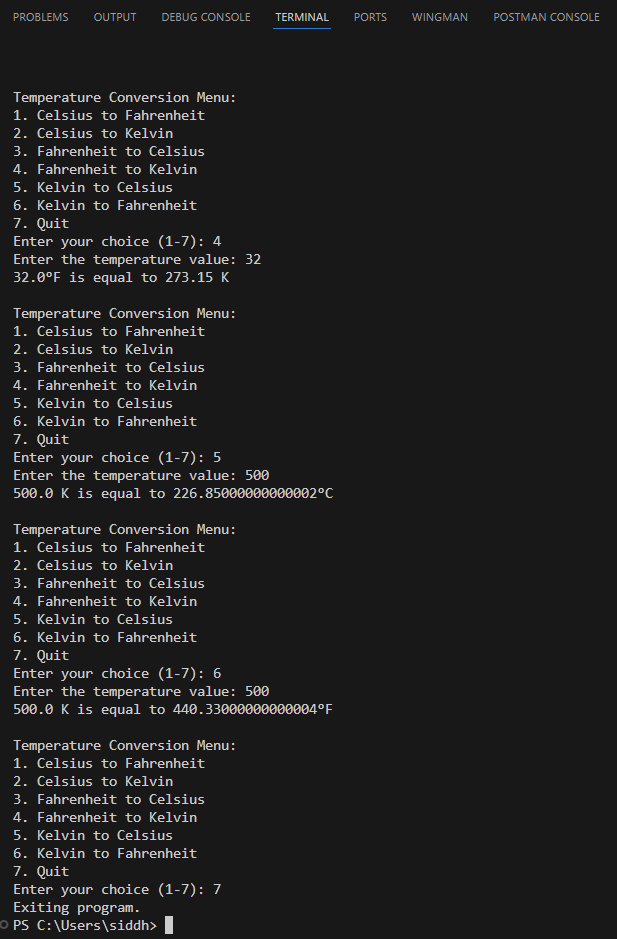 PROBLEMS OUTPUT DEBUG CONSOLE TERMINAL PORTS WINGMAN POSTMAN CONSOLE
Temperature Conversion Menu:
1. Celsius to Fahrenheit
2. Celsius to Kelvin
3. Fahrenheit to Celsius
4. Fahrenheit to Kelvin
5. Kelvin to Celsius
6. Kelvin to Fahrenheit
7. Quit
Enter your choice (1-7): 4
Enter the temperature value: 32
32.0°F is equal to 273.15 K
Temperature Conversion Menu:
1. Celsius to Fahrenheit
2. Celsius to Kelvin
3. Fahrenheit to Celsius
4. Fahrenheit to Kelvin
5. Kelvin to Celsius
6. Kelvin to Fahrenheit
7. Quit
Enter your choice (1-7): 5
Enter the temperature value: 500
500.0 K is equal to 226.85000000000002°C
Temperature Conversion Menu:
1. Celsius to Fahrenheit
2. Celsius to Kelvin
3. Fahrenheit to Celsius
4. Fahrenheit to Kelvin
5. Kelvin to Celsius
6. Kelvin to Fahrenheit
7. Quit
Enter your choice (1-7): 6
Enter the temperature value: 500
500.0 K is equal to 440.33000000000004°F
Temperature Conversion Menu:
1. Celsius to Fahrenheit
2. Celsius to Kelvin
3. Fahrenheit to Celsius
4. Fahrenheit to Kelvin
5. Kelvin to Celsius
6. Kelvin to Fahrenheit
7. Quit
Enter your choice (1-7): 7
Exiting program.
PS C:\Users\siddh>